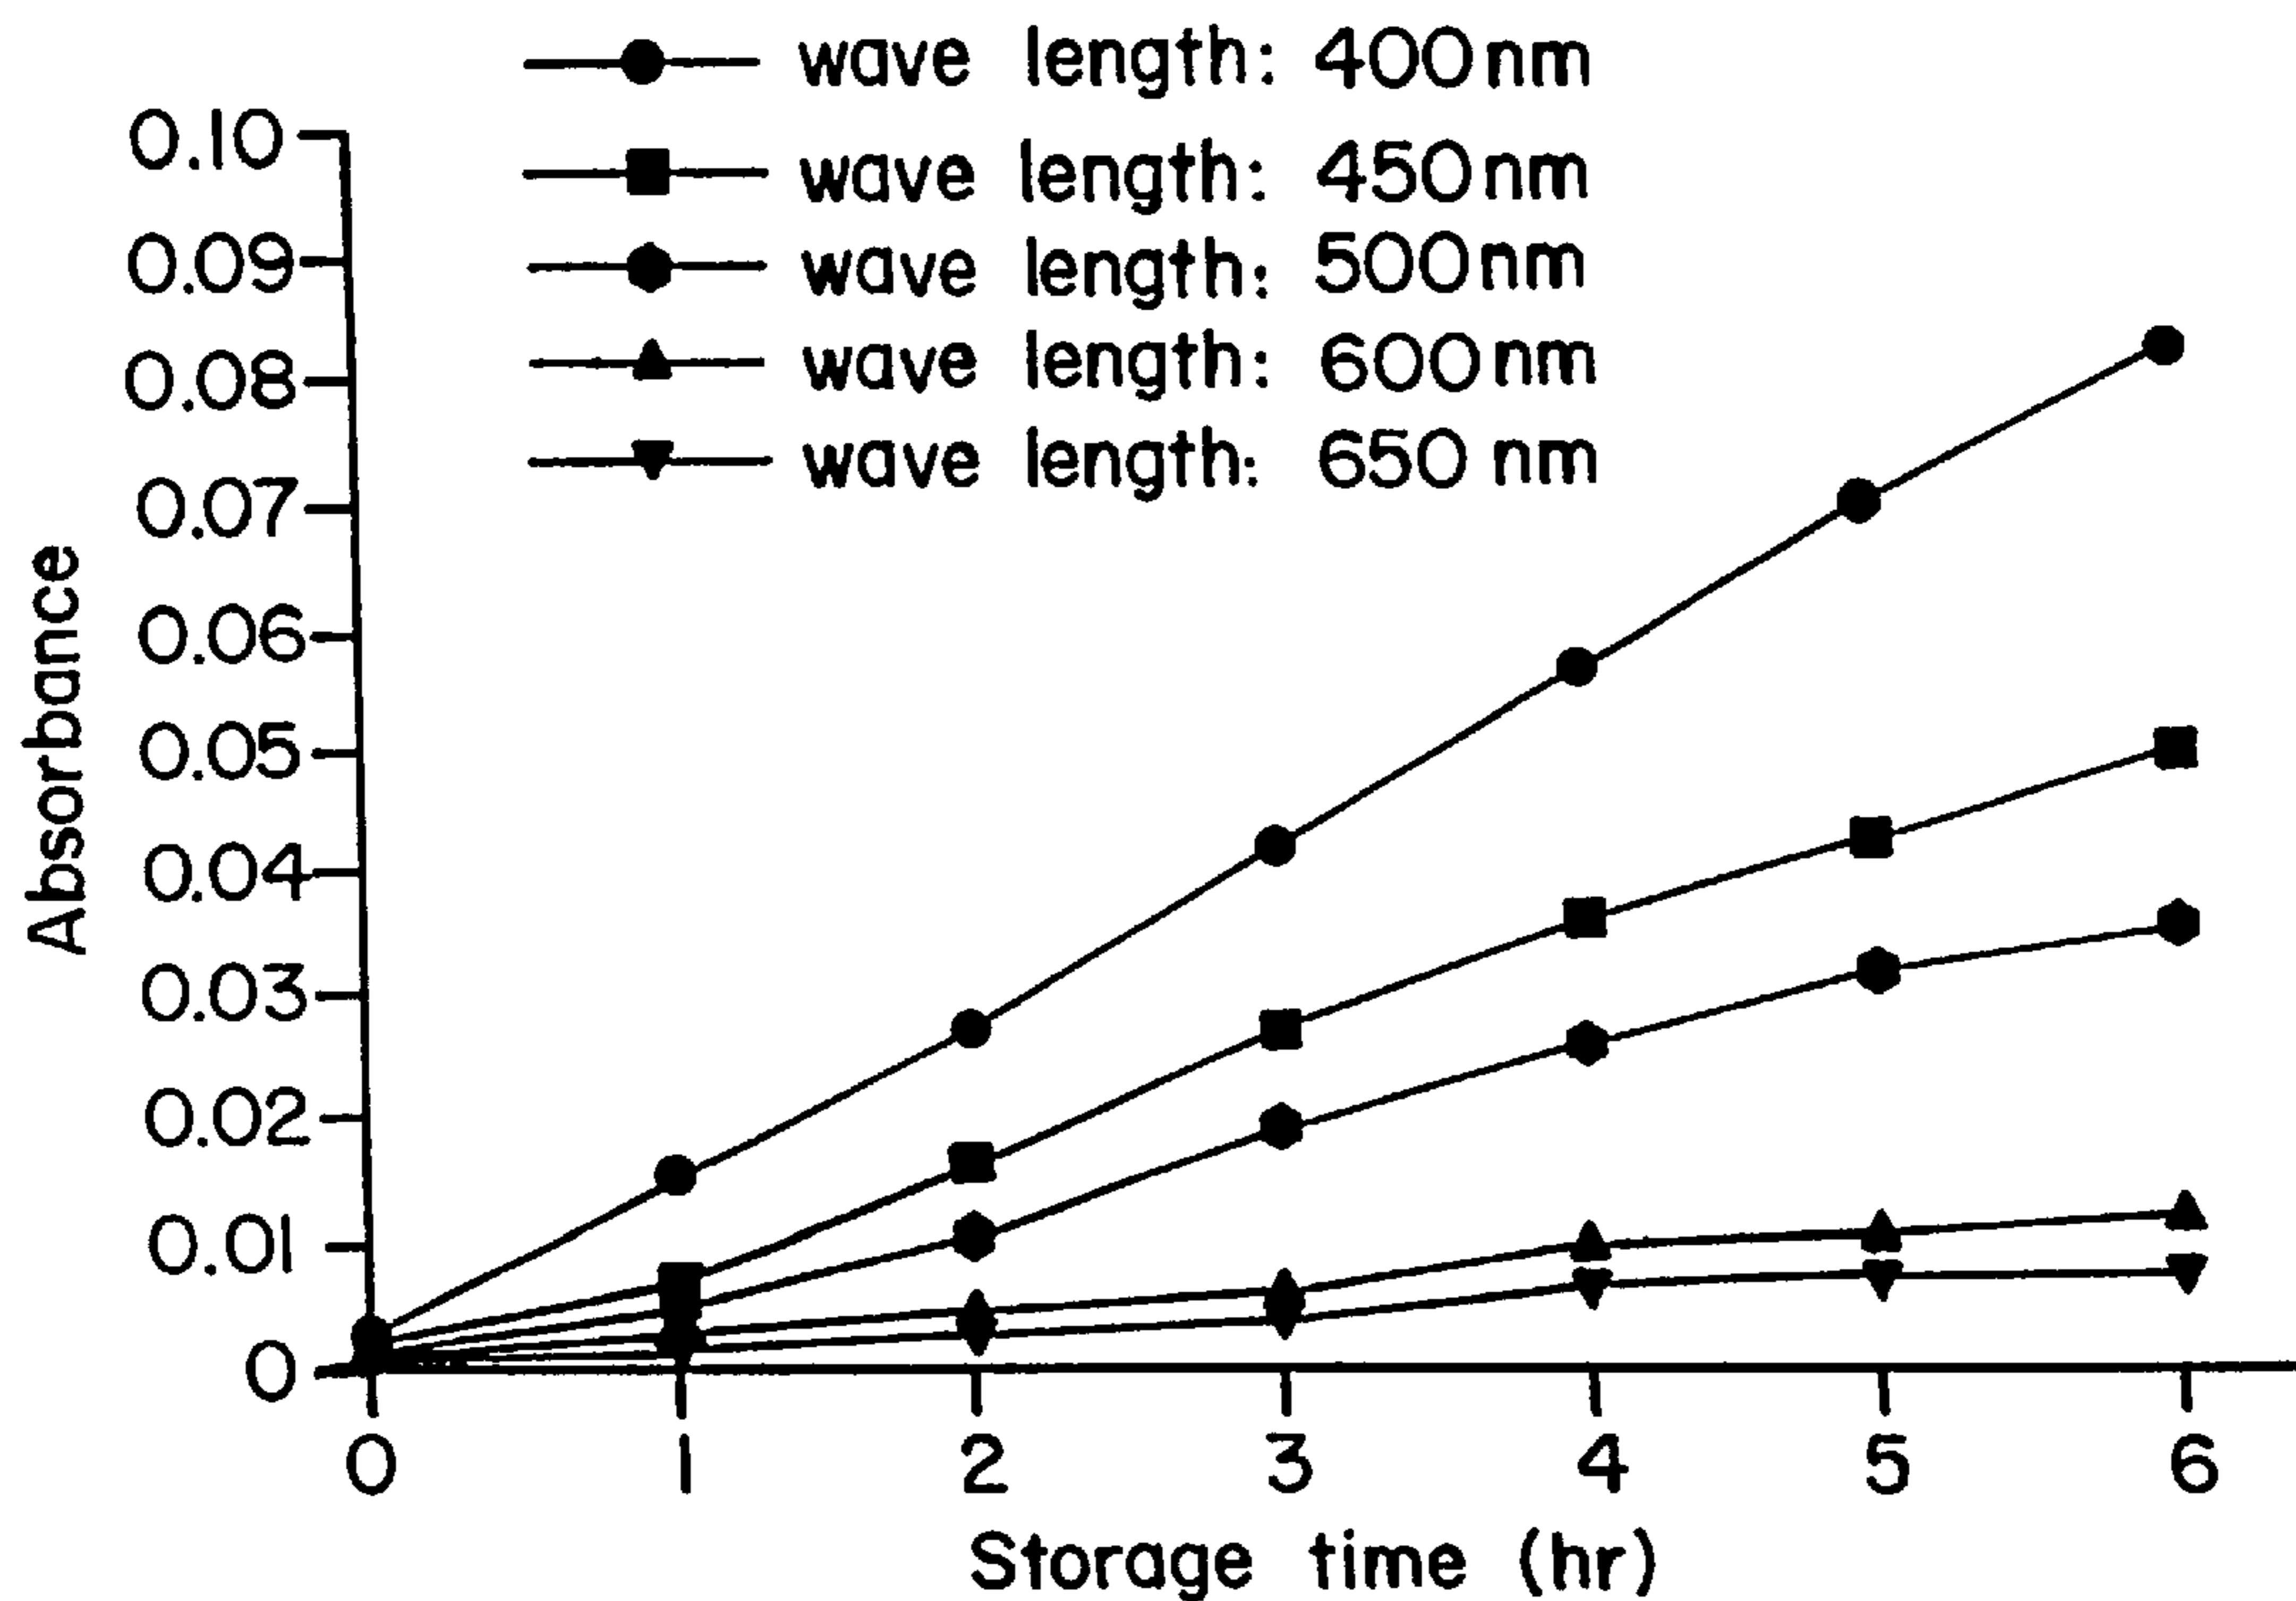 wave length: 400nm
wave length: 450nm
wave length: 500nm
wave length: 600nm
wave length: 650 nm
0.10
0.09
0.08
0.07
0.06
0.05
0.04
0.03
0.02
0.01
0
Absorbance
0 1 2 3 4 5 6
Storage time (hr)